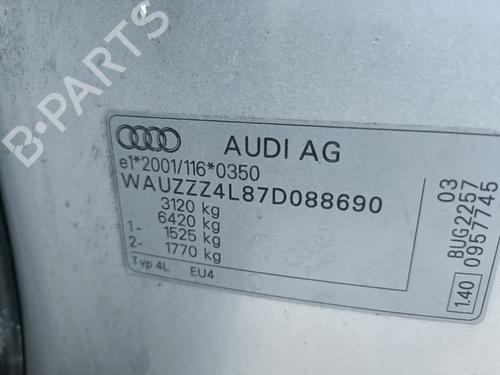 B-PARTS
AUDI AG
e1*2001/116*0350
WAUZZZ4L87D088690
3120 kg
6420 kg
1- 1525 kg
2- 1770 kg
Typ 4L EU4
03
BUG2257
0957745
1.40